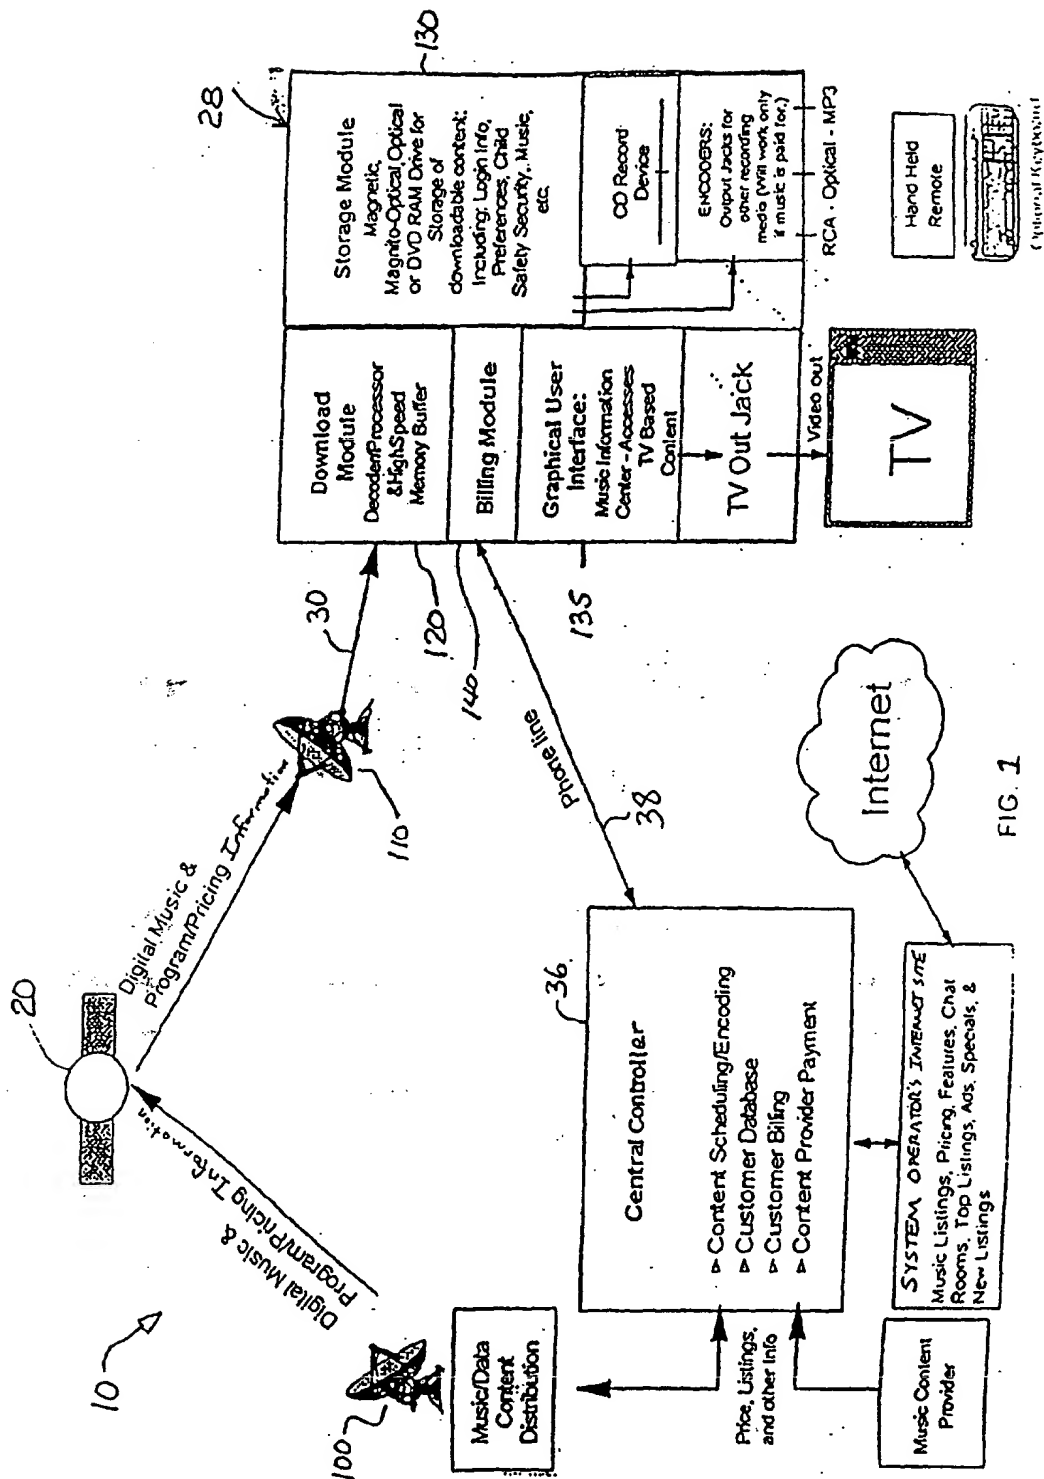 10
20
Digital Music &
Program/Pricing Information
Digital Music &
Program/Pricing Information
100
Music/Data
Content
Distribution
110
30
28
130
Download
Module
Decoder/Processor
&HighSpeed
Memory Buffer
120
140
Billing Module
Graphical User
Interface:
Music Information
Center - Accesses
TV Based
Content
135
TV Out Jack
Video out
TV
Storage Module
Magnetic,
Magnito-Optical, Optical
or DVD RAM Drive for
Storage of
downloadable content:
Including: Login Info,
Preferences, Child
Safety Security, Music,
etc.
CD Record
Device
ENCODERS:
Output Jacks for
other recording
media (Will work only
if music is paid for.)
RCA - Optical - MP3
Hand Held
Remote
Optional Keyboard
Phone line
38
36
Central Controller
▻ Content Scheduling/Encoding
▻ Customer Database
▻ Customer Billing
▻ Content Provider Payment
Price, Listings,
and other Info
Music Content
Provider
SYSTEM OPERATOR'S INTERNET SITE
Music Listings, Pricing, Features, Chat
Rooms, Top Listings, Ads, Specials, &
New Listings
Internet
FIG. 1